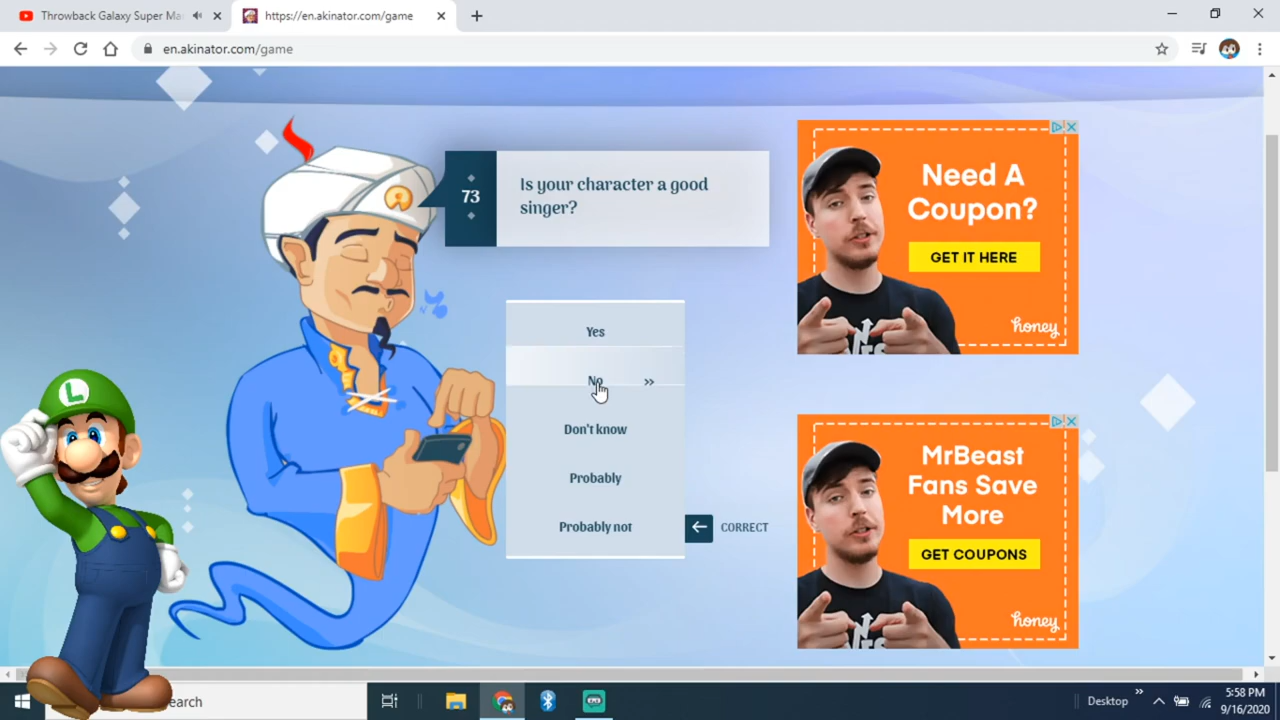 Throwback Galaxy Super Ma
https://en.akinator.com/game
en.akinator.com/game
73
Is your character a good
singer?
Yes
No
Don't know
Probably
Probably not
CORRECT
Need A
Coupon?
GET IT HERE
honey
MrBeast
Fans Save
More
GET COUPONS
honey
L
earch
Desktop
5:58 PM
9/16/2020